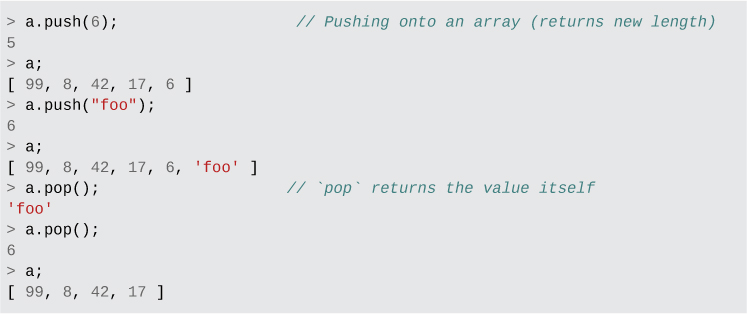 > a.push(6);                   // Pushing onto an array (returns new length)
5
> a;
[ 99, 8, 42, 17, 6 ]
> a.push("foo");
6
> a;
[ 99, 8, 42, 17, 6, 'foo' ]
> a.pop();                    // `pop` returns the value itself
'foo'
> a.pop();
6
> a;
[ 99, 8, 42, 17 ]